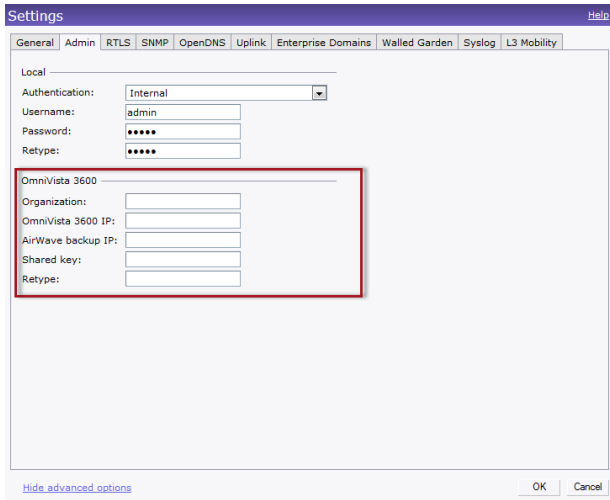 Settings Help
General Admin RTLS SNMP OpenDNS Uplink Enterprise Domains Walled Garden Syslog L3 Mobility
Local
Authentication: Internal
Username: admin
Password: •••••
Retype: •••••
OmniVista 3600
Organization:
OmniVista 3600 IP:
AirWave backup IP:
Shared key:
Retype:
Hide advanced options OK Cancel